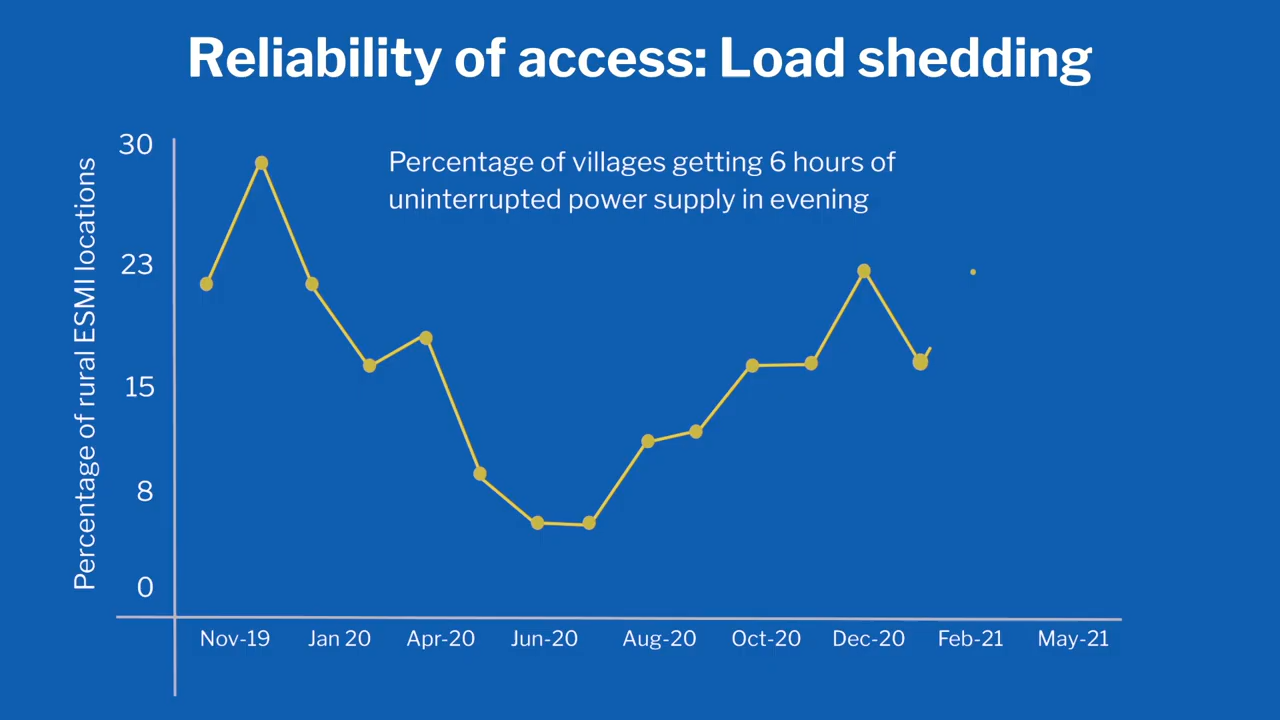 Reliability of access: Load shedding
Percentage of villages getting 6 hours of
uninterrupted power supply in evening
Percentage of rural ESMI locations
30
23
15
8
0
Nov-19
Jan 20
Apr-20
Jun-20
Aug-20
Oct-20
Dec-20
Feb-21
May-21